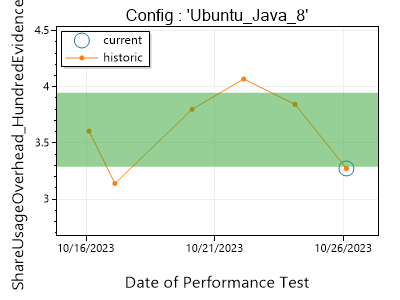 Config : 'Ubuntu_Java_8'
current
historic
4.5
4
3.5
3
ShareUsageOverhead_HundredEvidence
10/16/2023
10/21/2023
10/26/2023
Date of Performance Test